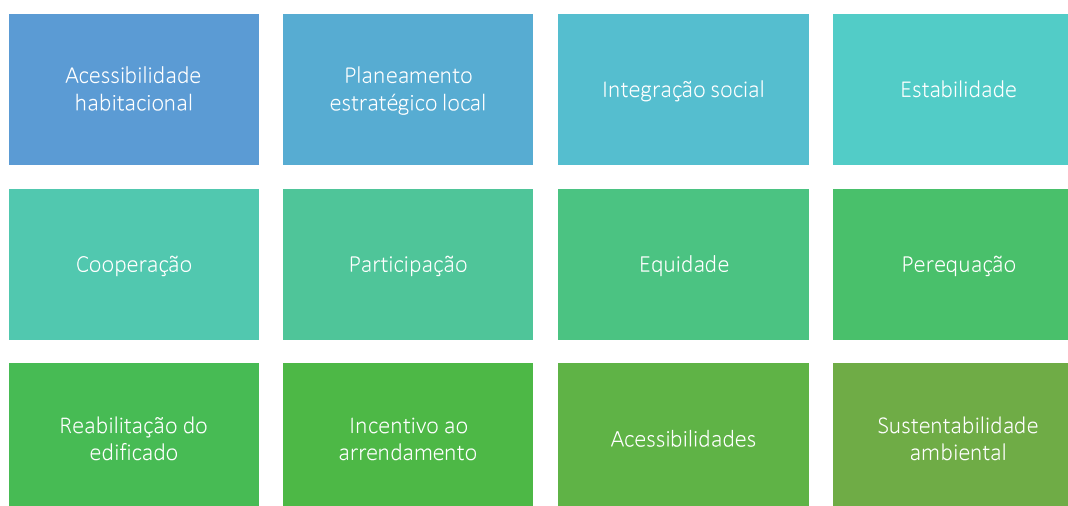 Acessibilidade
habitacional
Planeamento
estratégico local
Integração social
Estabilidade
Cooperação
Participação
Equidade
Perequação
Reabilitação do
edificado
Incentivo ao
arrendamento
Acessibilidades
Sustentabilidade
ambiental